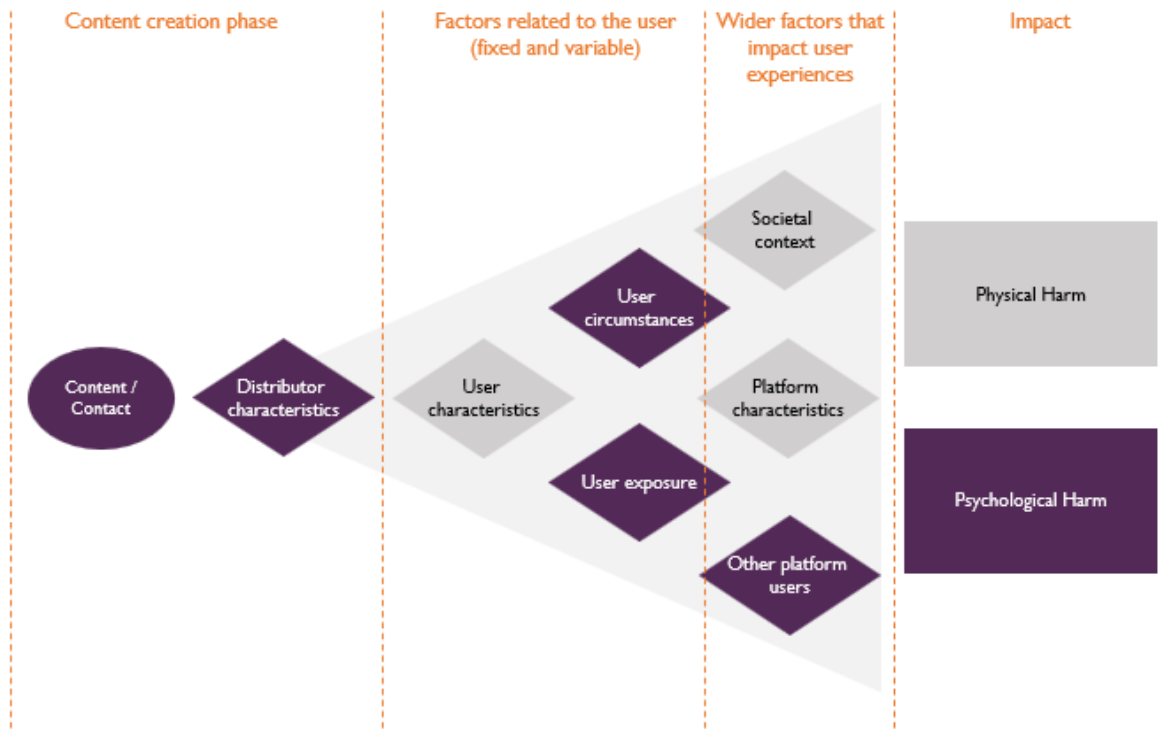 Content creation phase
Factors related to the user
(fixed and variable)
Wider factors that
impact user
experiences
Impact
Content /
Contact
Distributor
characteristics
User
characteristics
User
circumstances
User exposure
Societal
context
Platform
characteristics
Other platform
users
Physical Harm
Psychological Harm